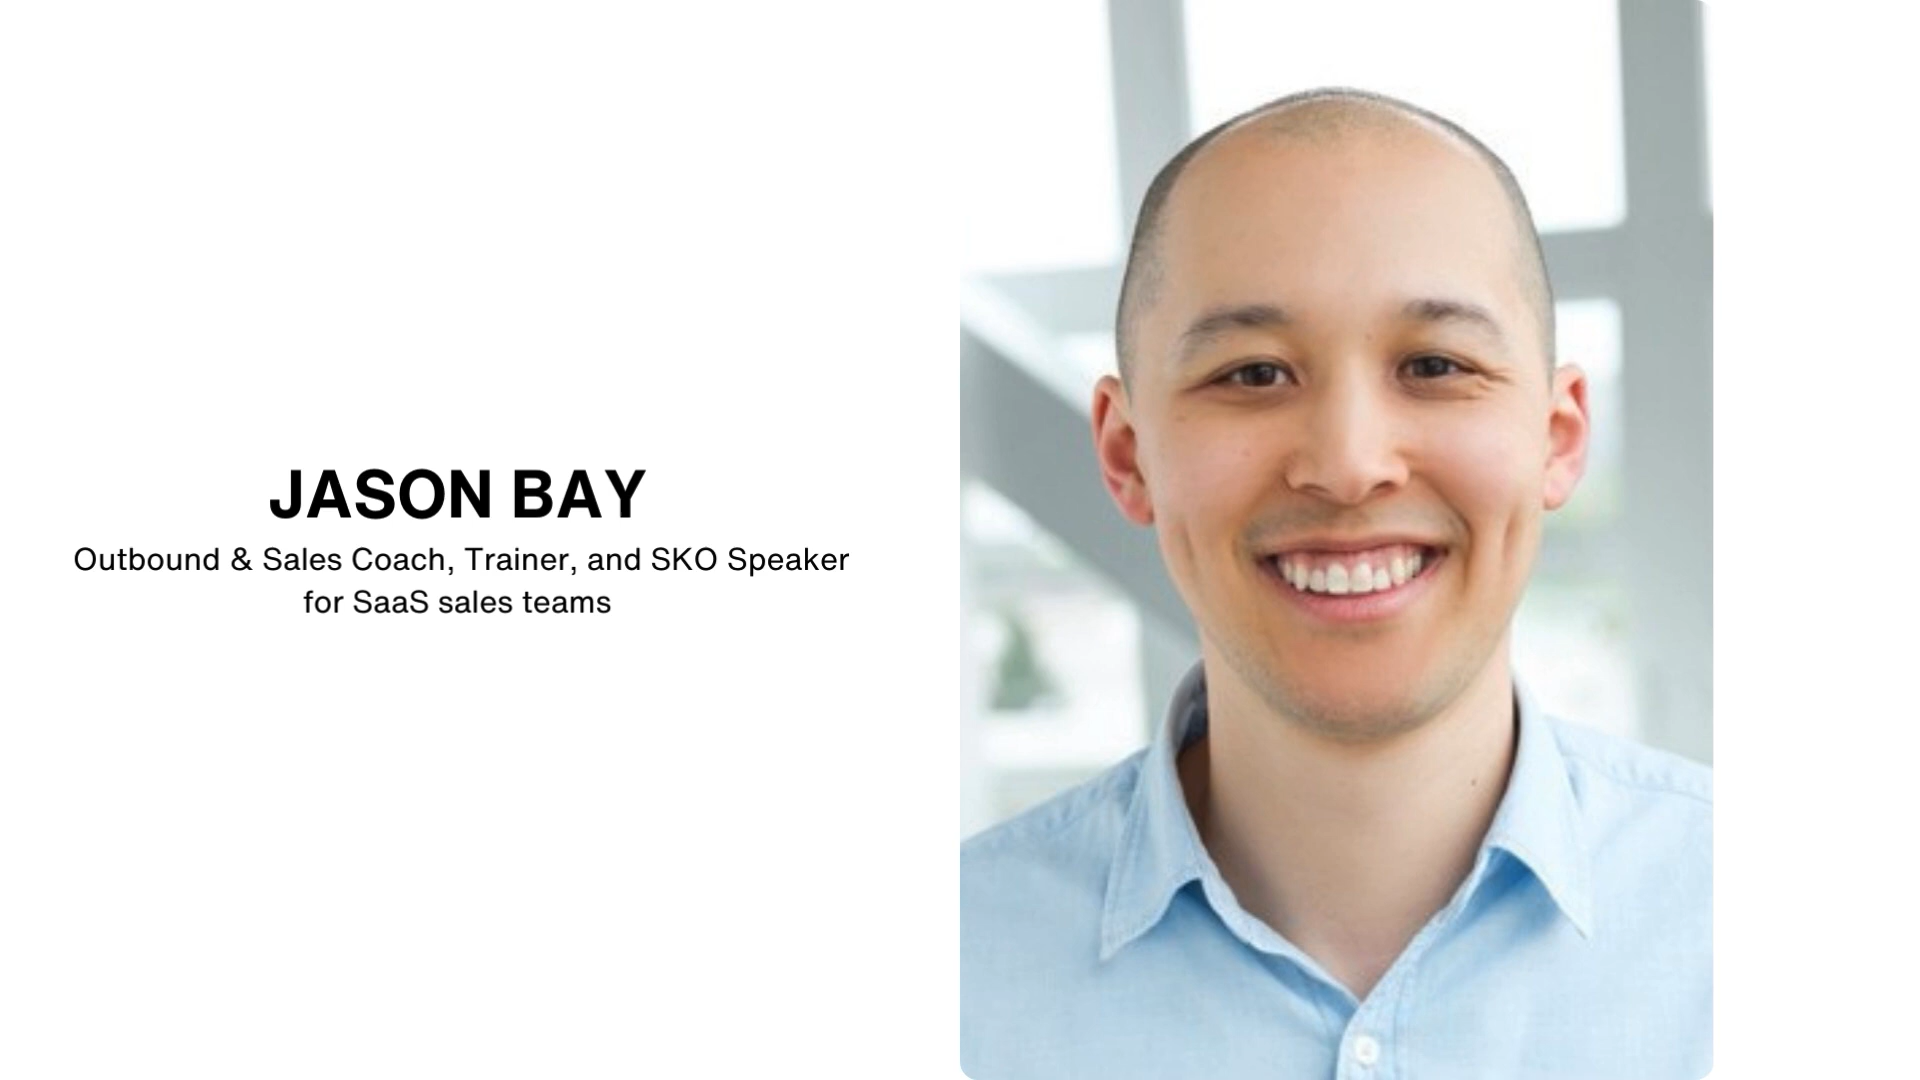 JASON BAY
Outbound & Sales Coach, Trainer, and SKO Speaker
for SaaS sales teams